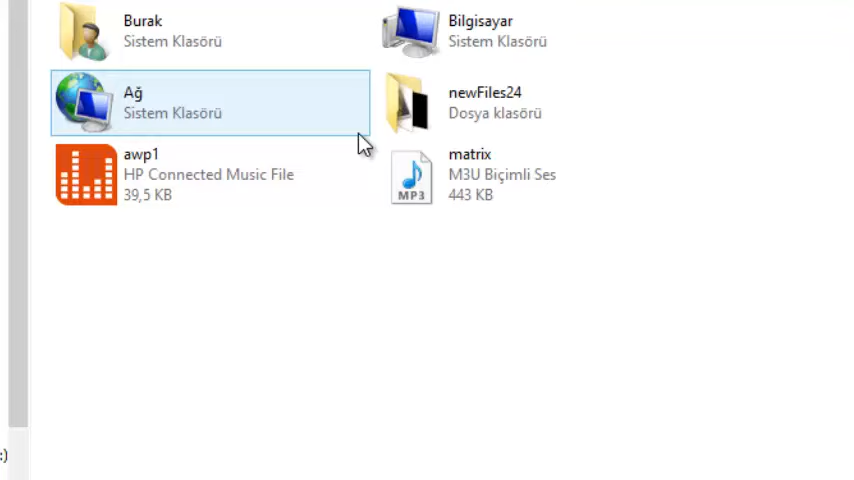 Burak
Sistem Klasörü
Bilgisayar
Sistem Klasörü
Ağ
Sistem Klasörü
newFiles24
Dosya klasörü
awp1
HP Connected Music File
39,5 KB
matrix
M3U Biçimli Ses
443 KB
MP3
:)